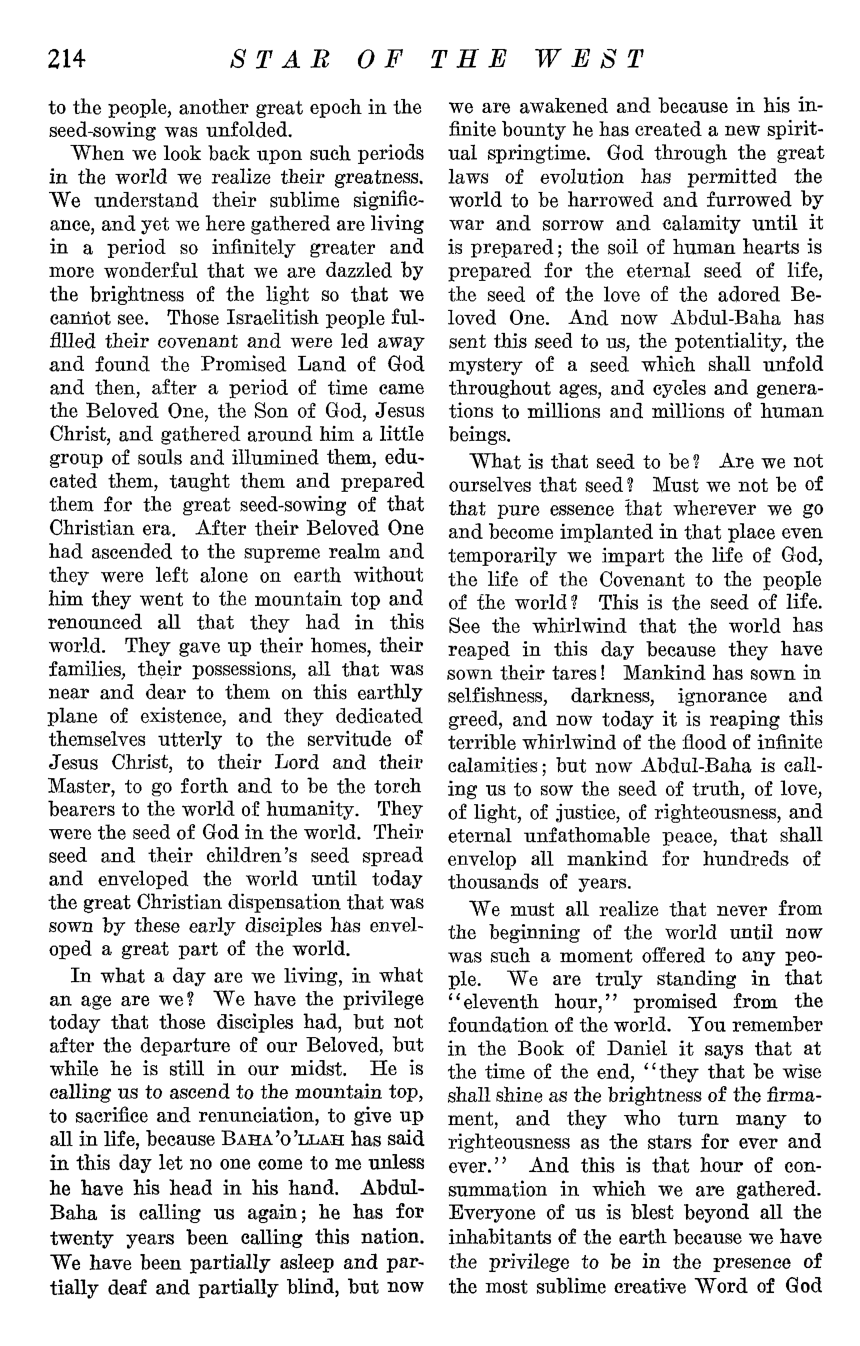 214 STAR OF THE WEST
to the people, another great epoch in the
seed-sowing was unfolded.
When we look back upon such periods
in the world we realize their greatness.
We understand their sublime signific-
ance, and yet we here gathered are living
in a period so infinitely greater and
more wonderful that we are dazzled by
the brightness of the light so that we
cannot see. Those Israelitish people ful-
filled their covenant and were led away
and found the Promised Land of God
and then, after a period of time came
the Beloved One, the Son of God, Jesus
Christ, and gathered around him a little
group of souls and illumined them, edu-
cated them, taught them and prepared
them for the great seed-sowing of that
Christian era. After their Beloved One
had ascended to the supreme realm and
they were left alone on earth without
him they went to the mountain top and
renounced all that they had in this
world. They gave up their homes, their
families, their possessions, all that was
near and dear to them on this earthly
plane of existence, and they dedicated
themselves utterly to the servitude of
Jesus Christ, to their Lord and their
Master, to go forth and to be the torch
bearers to the world of humanity. They
were the seed of God in the world. Their
seed and their children's seed spread
and enveloped the world until today
the great Christian dispensation that was
sown by these early disciples has envel-
oped a great part of the world.
In what a day are we living, in what
an age are we? We have the privilege
today that those disciples had, but not
after the departure of our Beloved, but
while he is still in our midst. He is
calling us to ascend to the mountain top,
to sacrifice and renunciation, to give up
all in life, because BAHA'O'LLAH has said
in this day let no one come to me unless
he have his head in his hand. Abdul-
Baha is calling us again; he has for
twenty years been calling this nation.
We have been partially asleep and par-
tially deaf and partially blind, but now
we are awakened and because in his in-
finite bounty he has created a new spirit-
ual springtime. God through the great
laws of evolution has permitted the
world to be harrowed and furrowed by
war and sorrow and calamity until it
is prepared; the soil of human hearts is
prepared for the eternal seed of life,
the seed of the love of the adored Be-
loved One. And now Abdul-Baha has
sent this seed to us, the potentiality, the
mystery of a seed which shall unfold
throughout ages, and cycles and genera-
tions to millions and millions of human
beings.
What is that seed to be? Are we not
ourselves that seed? Must we not be of
that pure essence that wherever we go
and become implanted in that place even
temporarily we impart the life of God,
the life of the Covenant to the people
of the world? This is the seed of life.
See the whirlwind that the world has
reaped in this day because they have
sown their tares! Mankind has sown in
selfishness, darkness, ignorance and
greed, and now today it is reaping this
terrible whirlwind of the flood of infinite
calamities; but now Abdul-Baha is call-
ing us to sow the seed of truth, of love,
of light, of justice, of righteousness, and
eternal unfathomable peace, that shall
envelop all mankind for hundreds of
thousands of years.
We must all realize that never from
the beginning of the world until now
was such a moment offered to any peo-
ple. We are truly standing in that
"eleventh hour," promised from the
foundation of the world. You remember
in the Book of Daniel it says that at
the time of the end, "they that be wise
shall shine as the brightness of the firma-
ment, and they who turn many to
righteousness as the stars for ever and
ever." And this is that hour of con-
summation in which we are gathered.
Everyone of us is blest beyond all the
inhabitants of the earth because we have
the privilege to be in the presence of
the most sublime creative Word of God